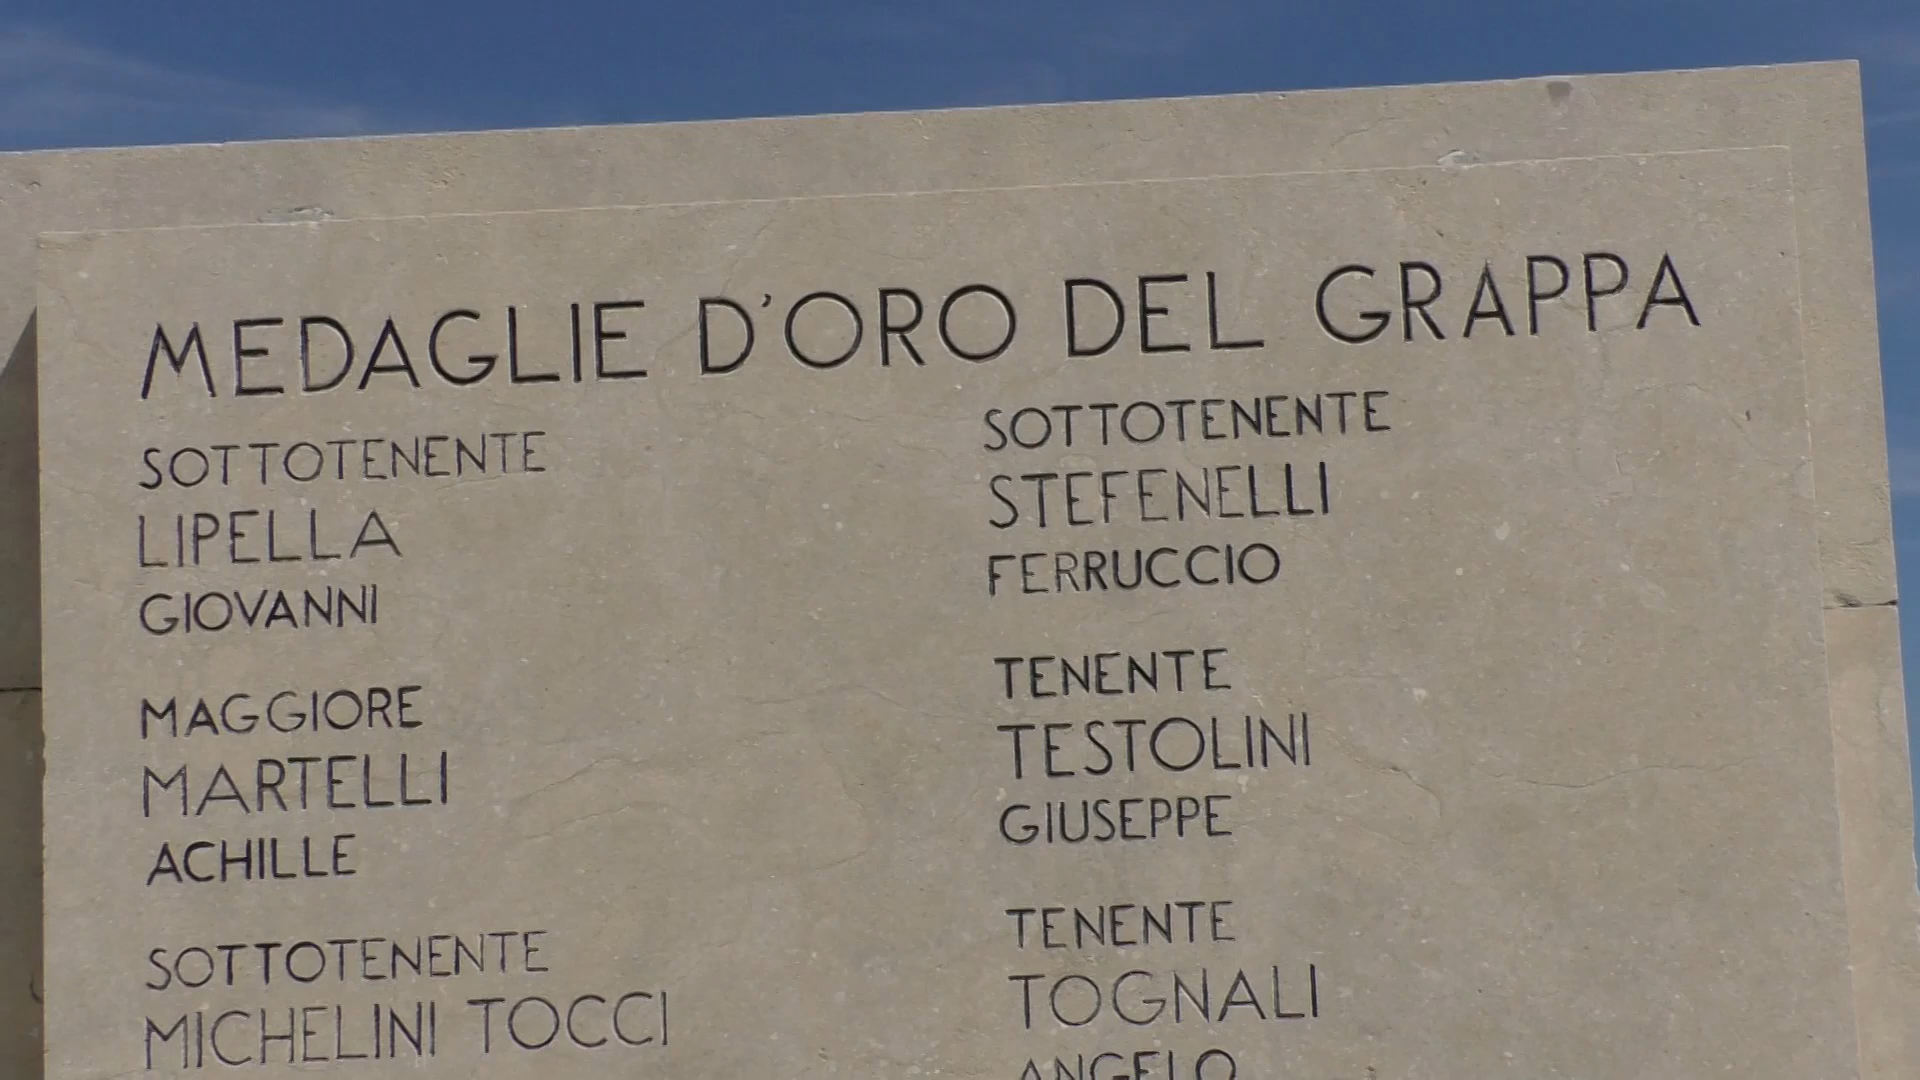 MEDAGLIE D'ORO DEL GRAPPA
SOTTOTENENTE
LIPELLA
GIOVANNI
MAGGIORE
MARTELLI
ACHILLE
SOTTOTENENTE
MICHELINI TOCCI
SOTTOTENENTE
STEFENELLI
FERRUCCIO
TENENTE
TESTOLINI
GIUSEPPE
TENENTE
TOGNALI
ANGELO